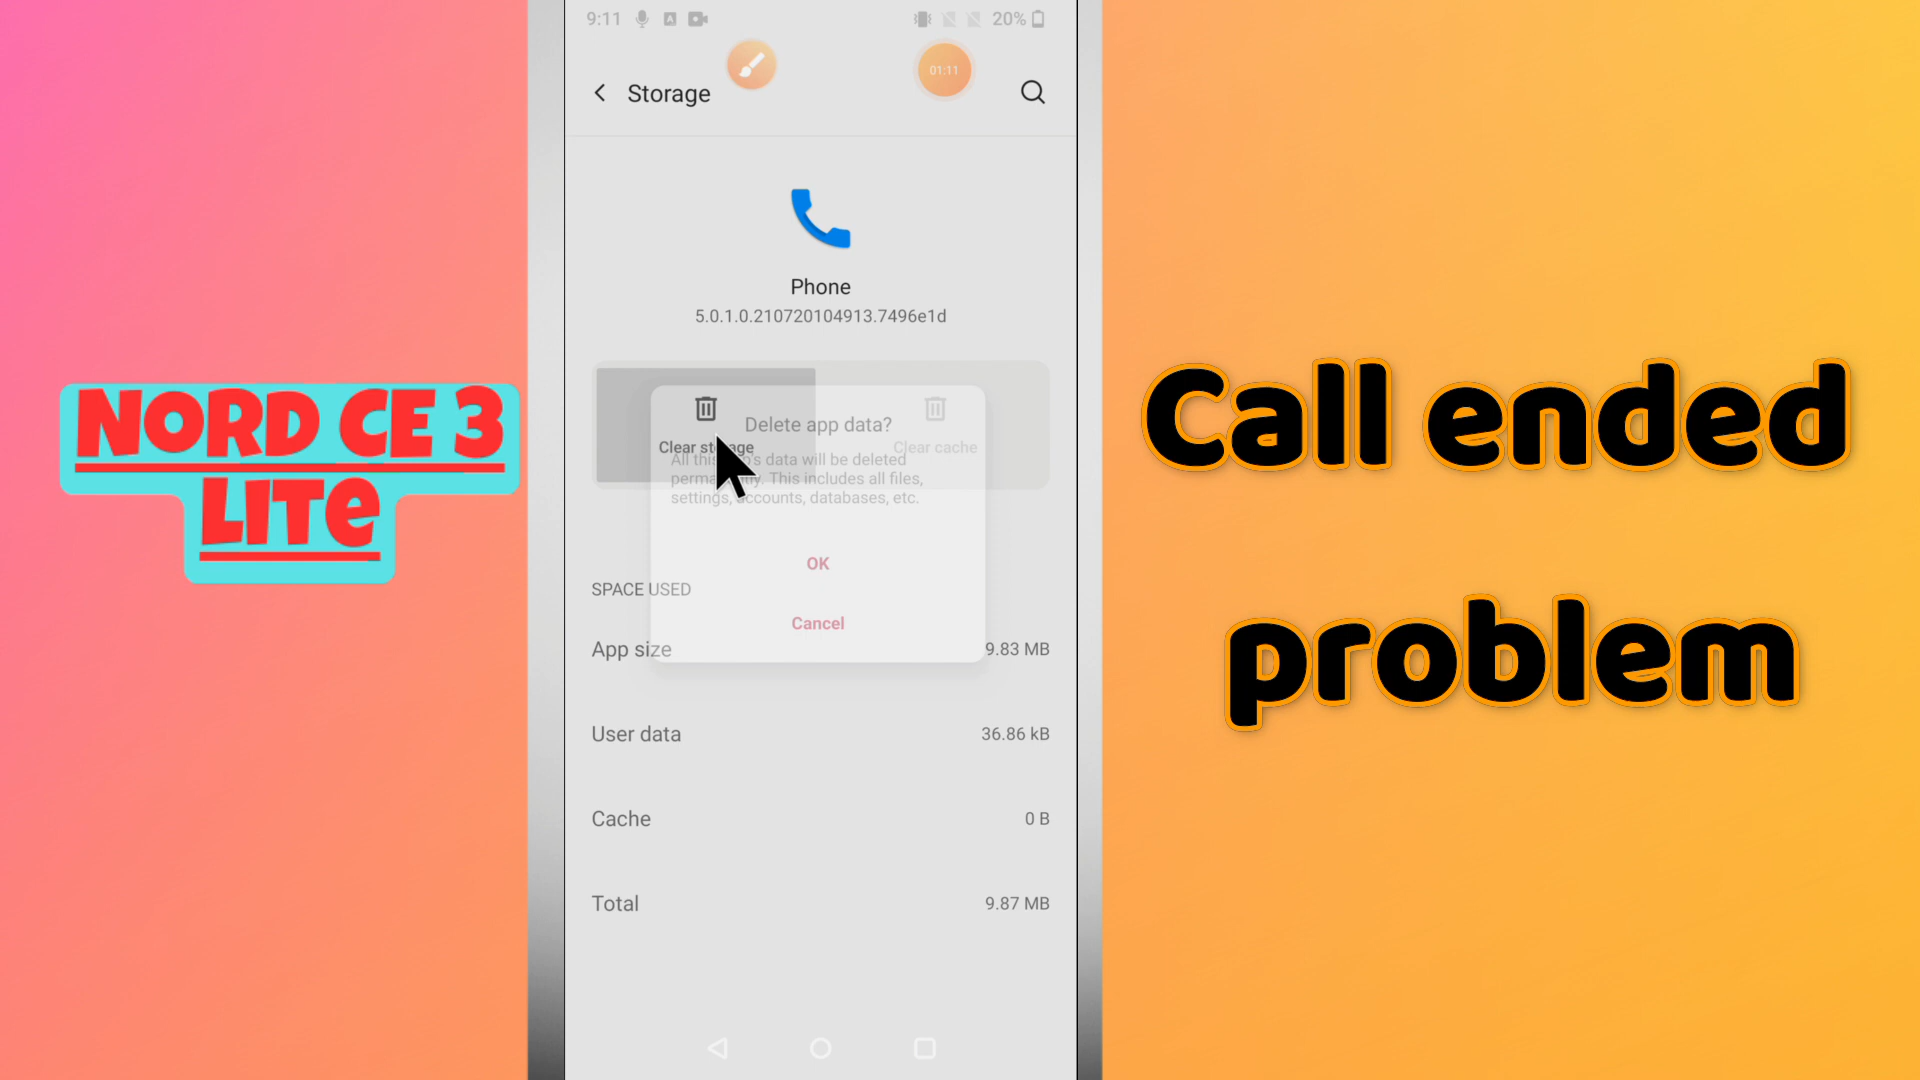 9:11
20%
01:11
Storage
Phone
5.0.1.0.210720104913.7496e1d
NORD CE 3
LITE
Call ended
problem
Clear storage
Clear cache
Delete app data?
All this app's data will be deleted
permanently. This includes all files,
settings, accounts, databases, etc.
OK
Cancel
SPACE USED
App size
9.83 MB
User data
36.86 kB
Cache
0 B
Total
9.87 MB